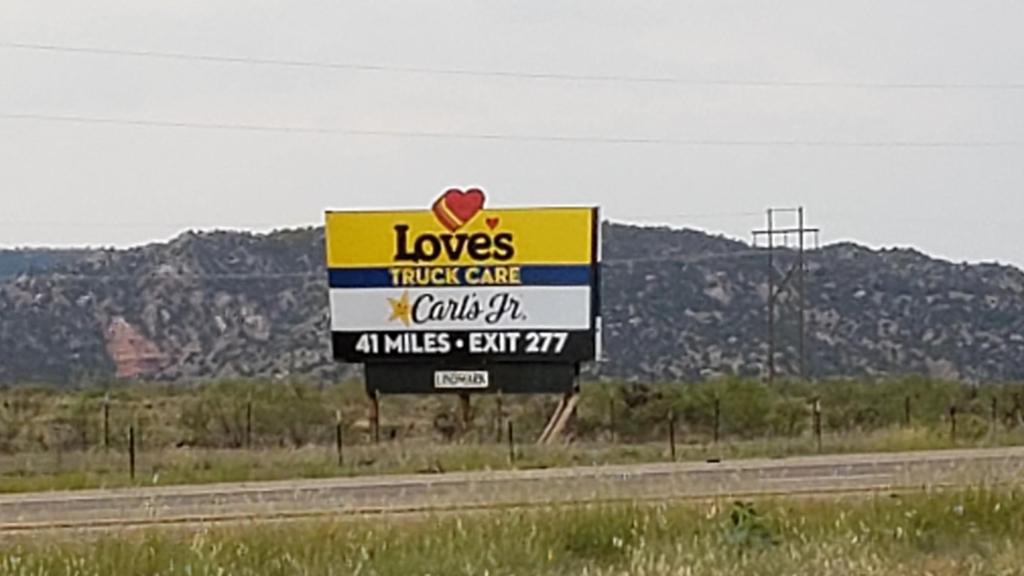 Love's
TRUCK CARE
Carl's Jr.
41 MILES • EXIT 277
LINDMARK